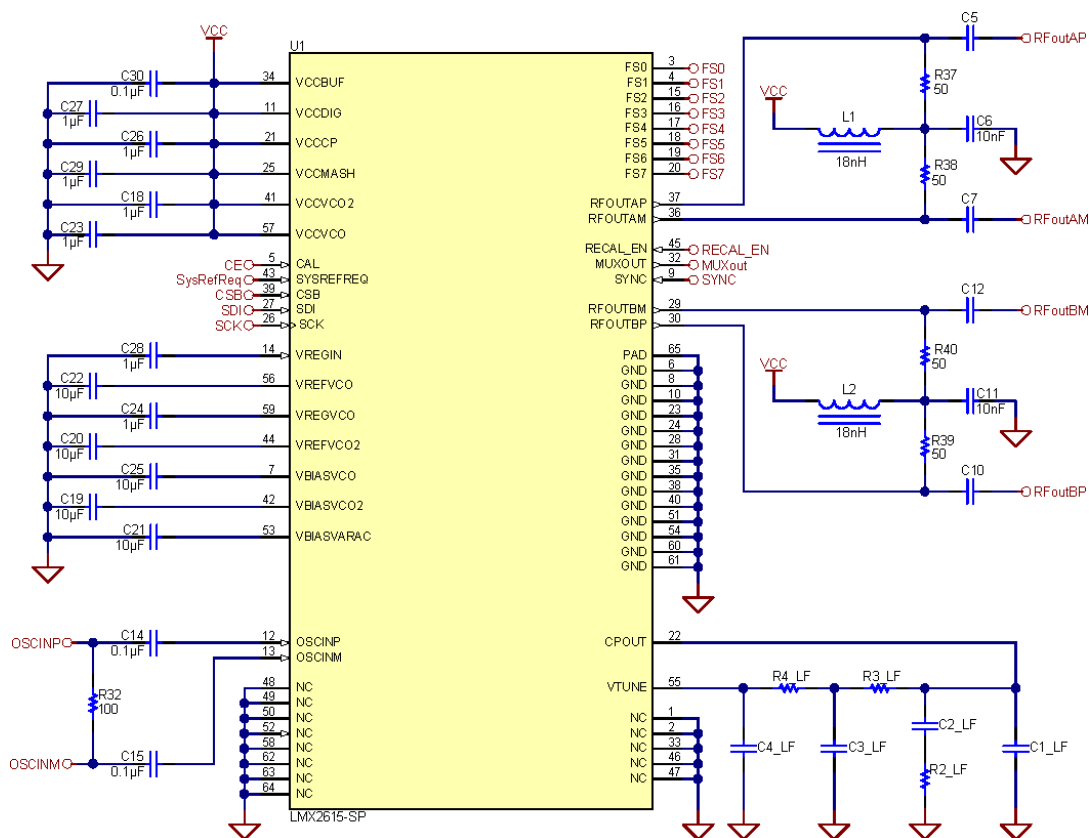 VCC
U1
C30
0.1µF
34
VCCBUF
C27
1µF
11
VCCDIG
C26
1µF
21
VCCCP
C29
1µF
25
VCCMASH
C18
1µF
41
VCCVCO2
C23
1µF
57
VCCVCO
CE
5
CAL
SysRefReq
43
SYSREFREQ
CSB
39
CSB
SDI
27
SDI
SCK
26
SCK
C28
1µF
14
VREGIN
C22
10µF
56
VREFVCO
C24
1µF
59
VREGVCO
C20
10µF
44
VREFVCO2
C25
10µF
7
VBIASVCO
C19
10µF
42
VBIASVCO2
C21
10µF
53
VBIASVARAC
OSCINP
C14
0.1µF
12
OSCINP
13
OSCINM
R32
100
OSCINM
C15
0.1µF
48
NC
49
NC
50
NC
52
NC
58
NC
62
NC
63
NC
64
NC
LMX2615-SP
FS0
3
FS0
FS1
4
FS1
FS2
15
FS2
FS3
16
FS3
FS4
17
FS4
FS5
18
FS5
FS6
19
FS6
FS7
20
FS7
RFOUTAP
37
RFOUTAM
36
RECAL_EN
45
RECAL_EN
MUXOUT
32
MUXout
SYNC
9
SYNC
RFOUTBM
29
RFOUTBP
30
PAD
65
GND
6
GND
8
GND
10
GND
23
GND
24
GND
28
GND
31
GND
35
GND
38
GND
40
GND
51
GND
54
GND
60
GND
61
CPOUT
22
VTUNE
55
NC
1
NC
2
NC
33
NC
46
NC
47
C5
RFoutAP
R37
50
VCC
L1
18nH
C6
10nF
R38
50
C7
RFoutAM
C12
RFoutBM
R40
50
VCC
L2
18nH
C11
10nF
R39
50
C10
RFoutBP
R4_LF
R3_LF
C2_LF
C4_LF
C3_LF
C1_LF
R2_LF